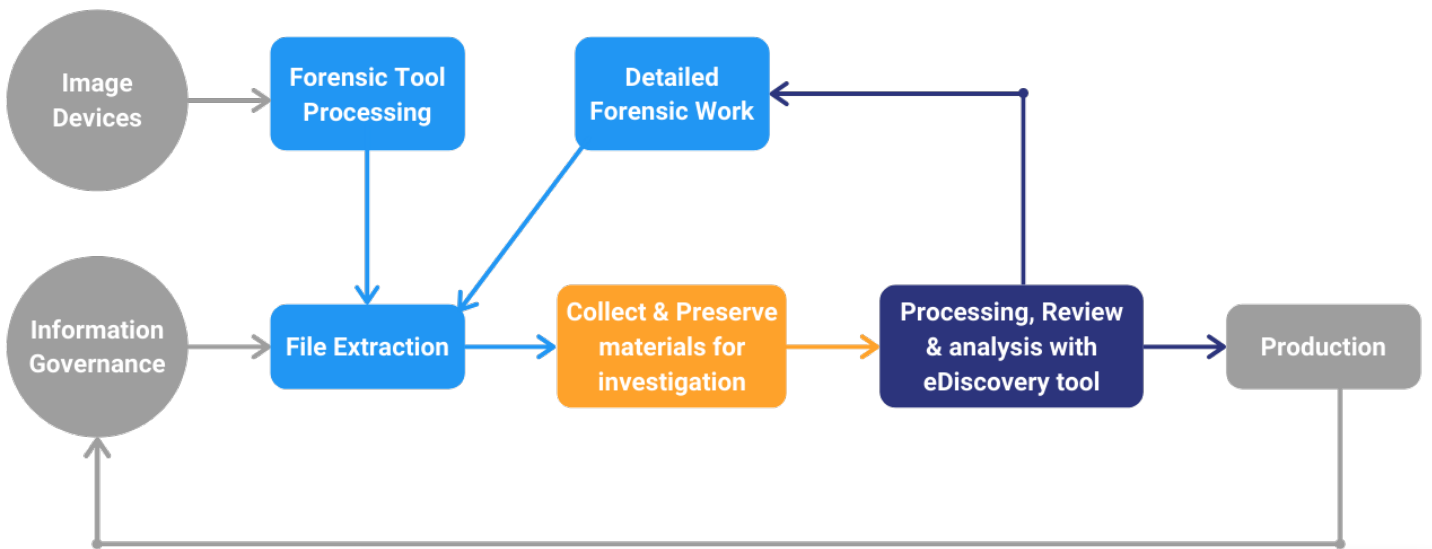 Image
Devices
Forensic Tool
Processing
Detailed
Forensic Work
Information
Governance
File Extraction
Collect & Preserve
materials for
investigation
Processing, Review
& analysis with
eDiscovery tool
Production